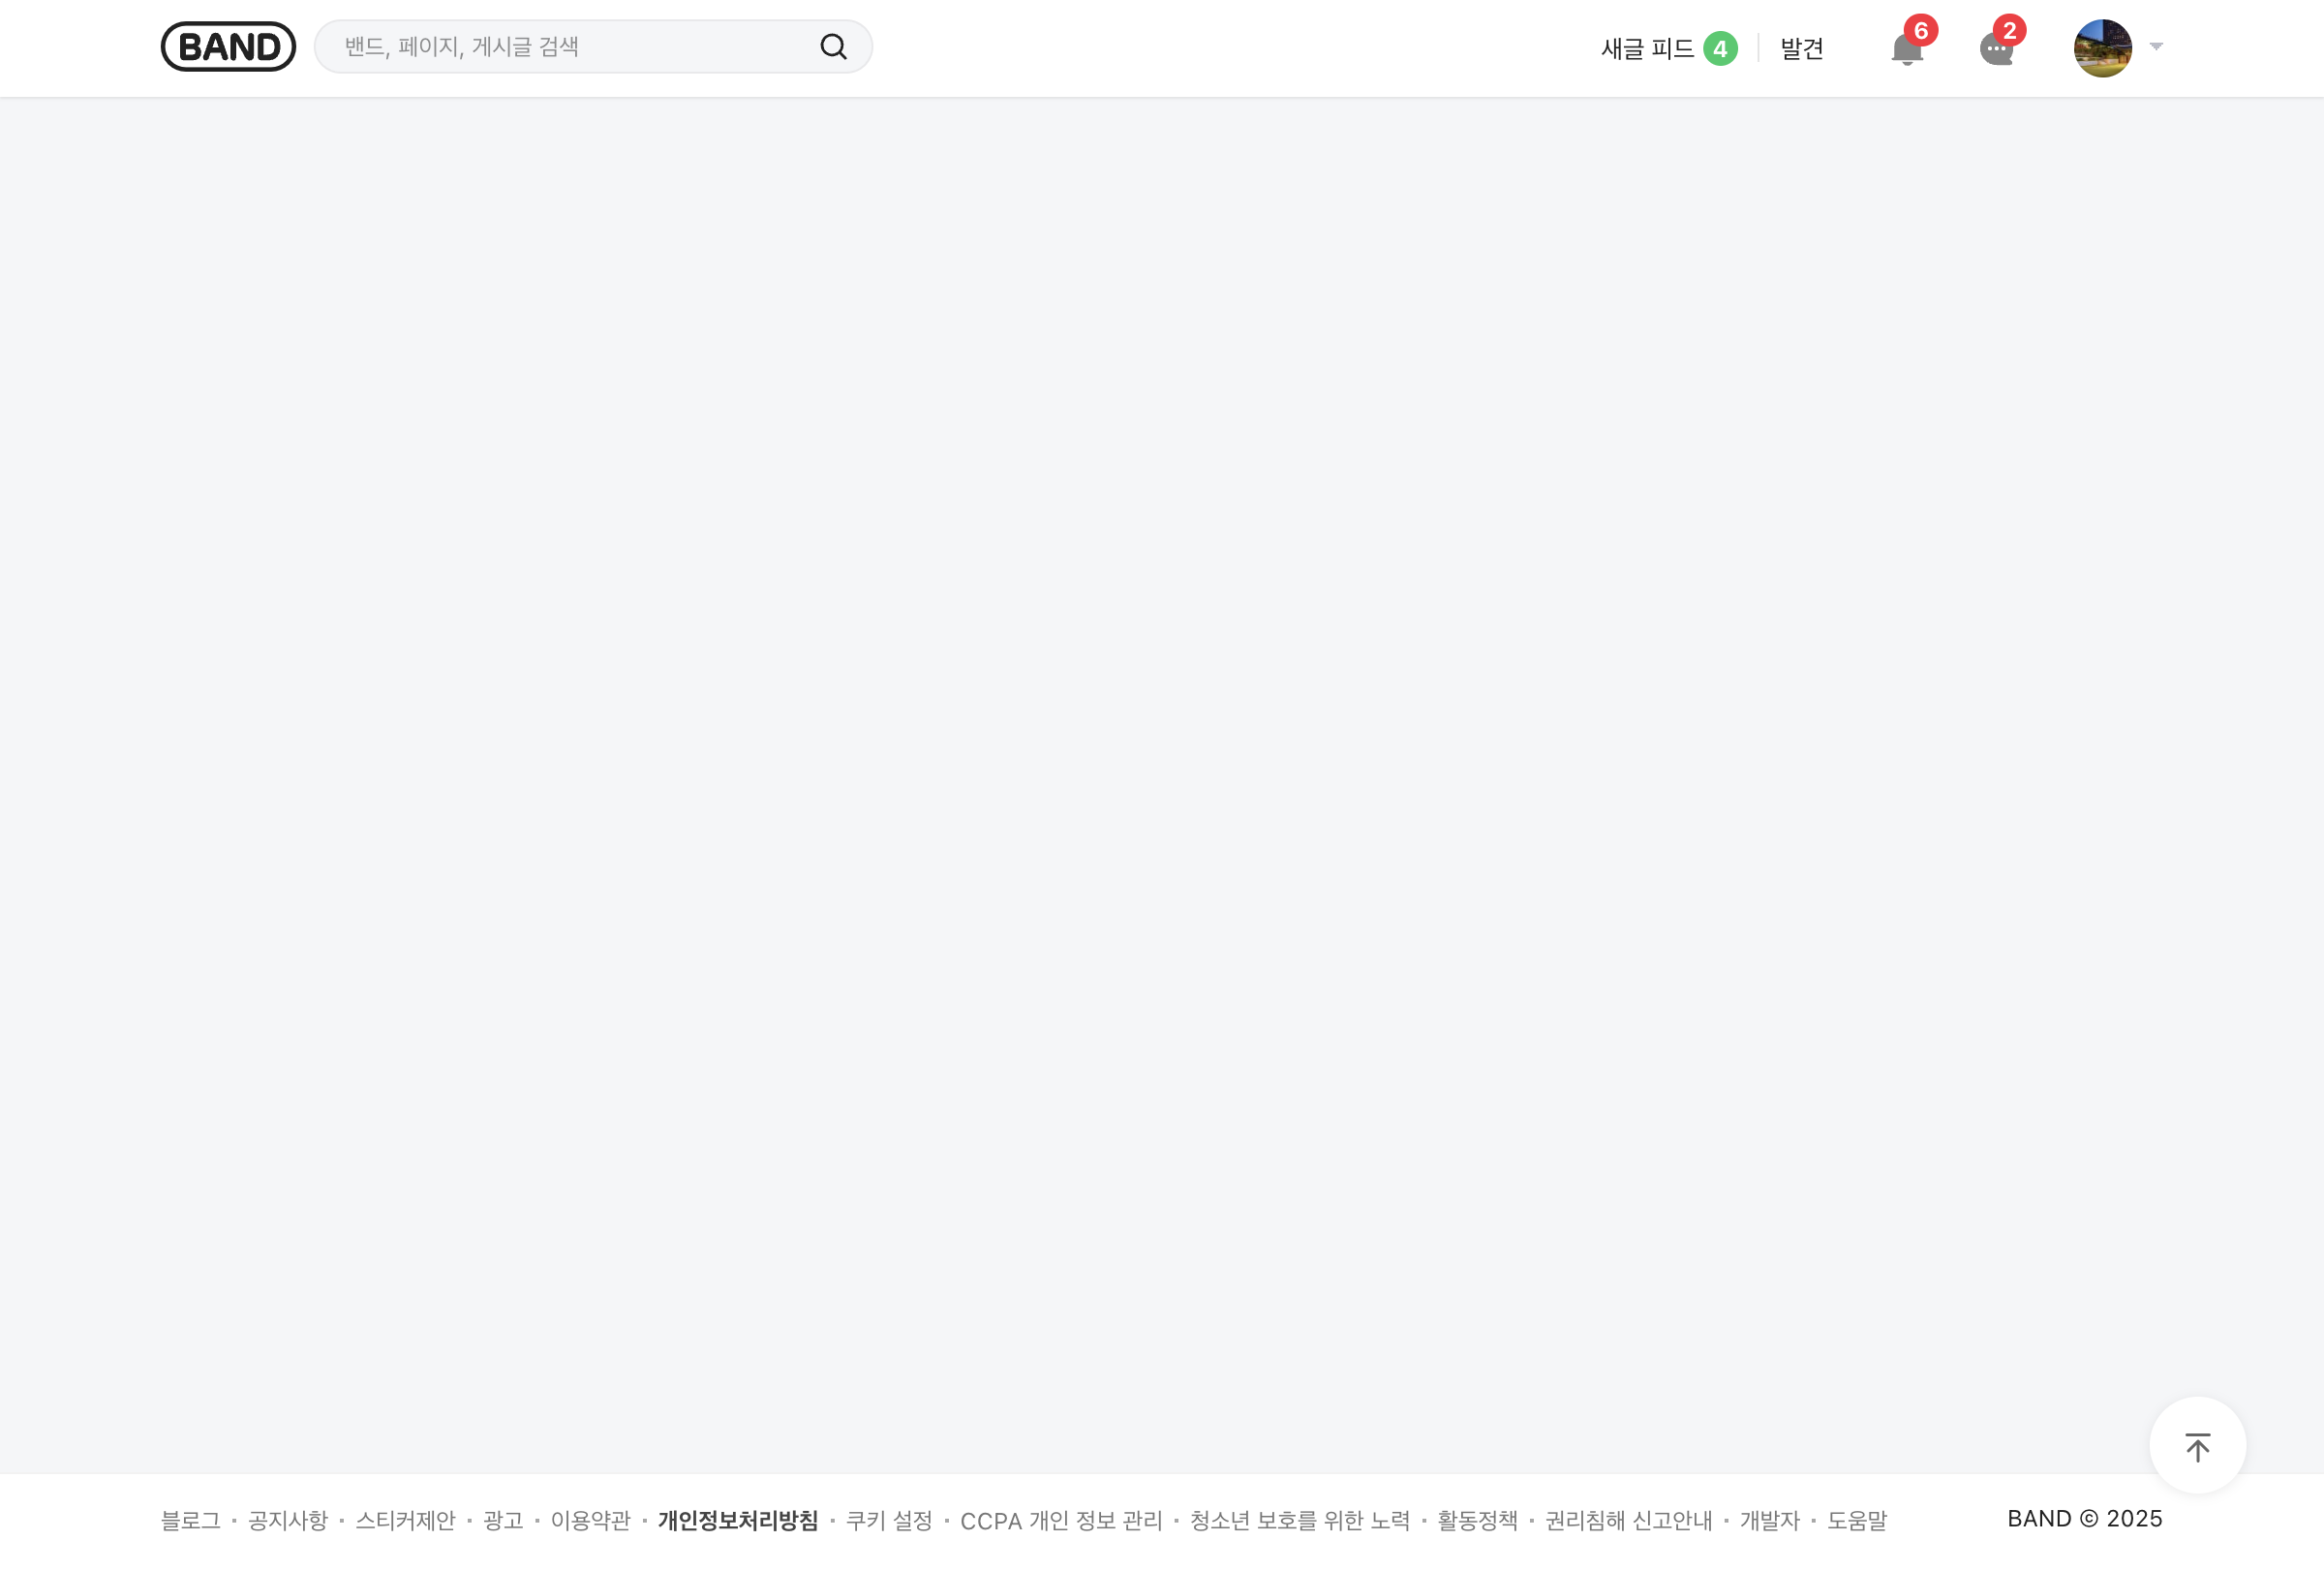 BAND
밴드, 페이지, 게시글 검색
새글 피드 4
발견
6
2
블로그 · 공지사항 · 스티커제안 · 광고 · 이용약관 · 개인정보처리방침 · 쿠키 설정 · CCPA 개인 정보 관리 · 청소년 보호를 위한 노력 · 활동정책 · 권리침해 신고안내 · 개발자 · 도움말
BAND © 2025